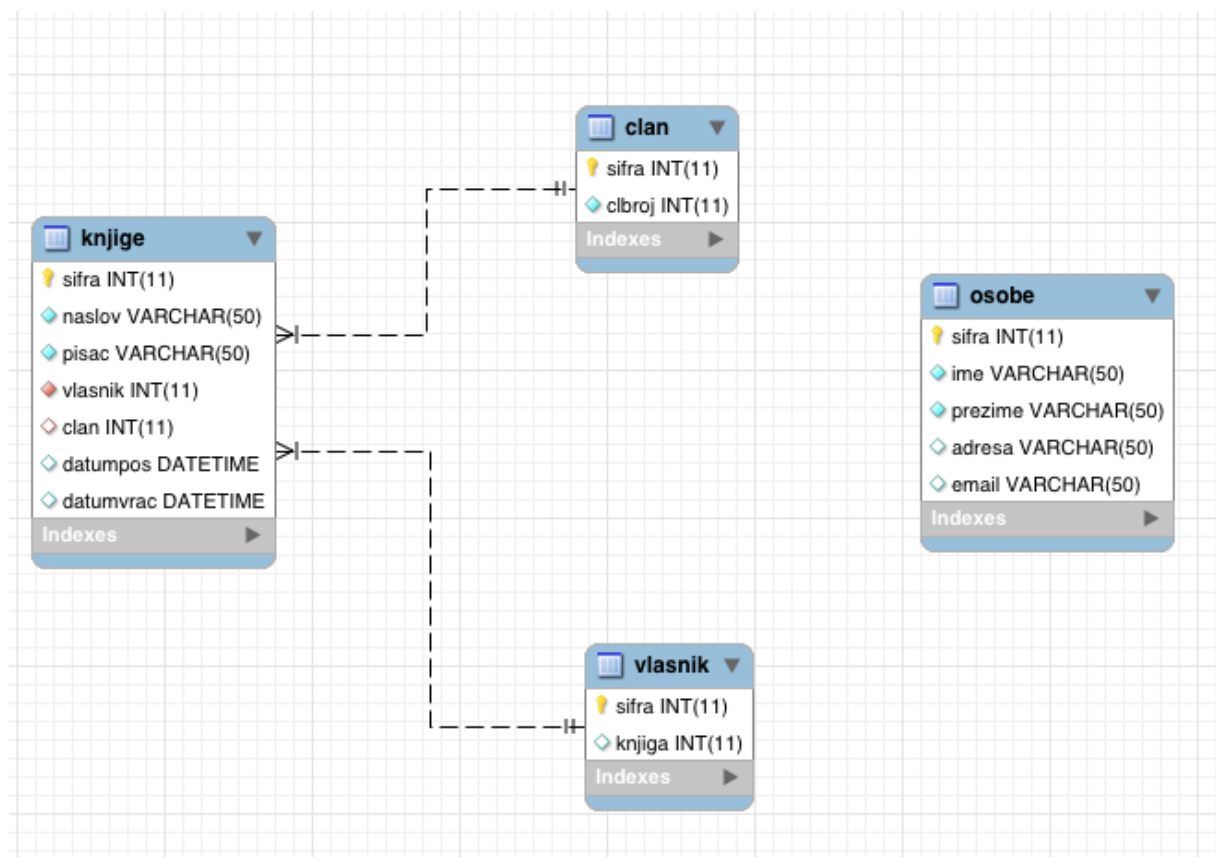 clan
sifra INT(11)
clbroj INT(11)
Indexes
knjige
sifra INT(11)
naslov VARCHAR(50)
pisac VARCHAR(50)
vlasnik INT(11)
clan INT(11)
datumpos DATETIME
datumvrac DATETIME
Indexes
osobe
sifra INT(11)
ime VARCHAR(50)
prezime VARCHAR(50)
adresa VARCHAR(50)
email VARCHAR(50)
Indexes
vlasnik
sifra INT(11)
knjiga INT(11)
Indexes